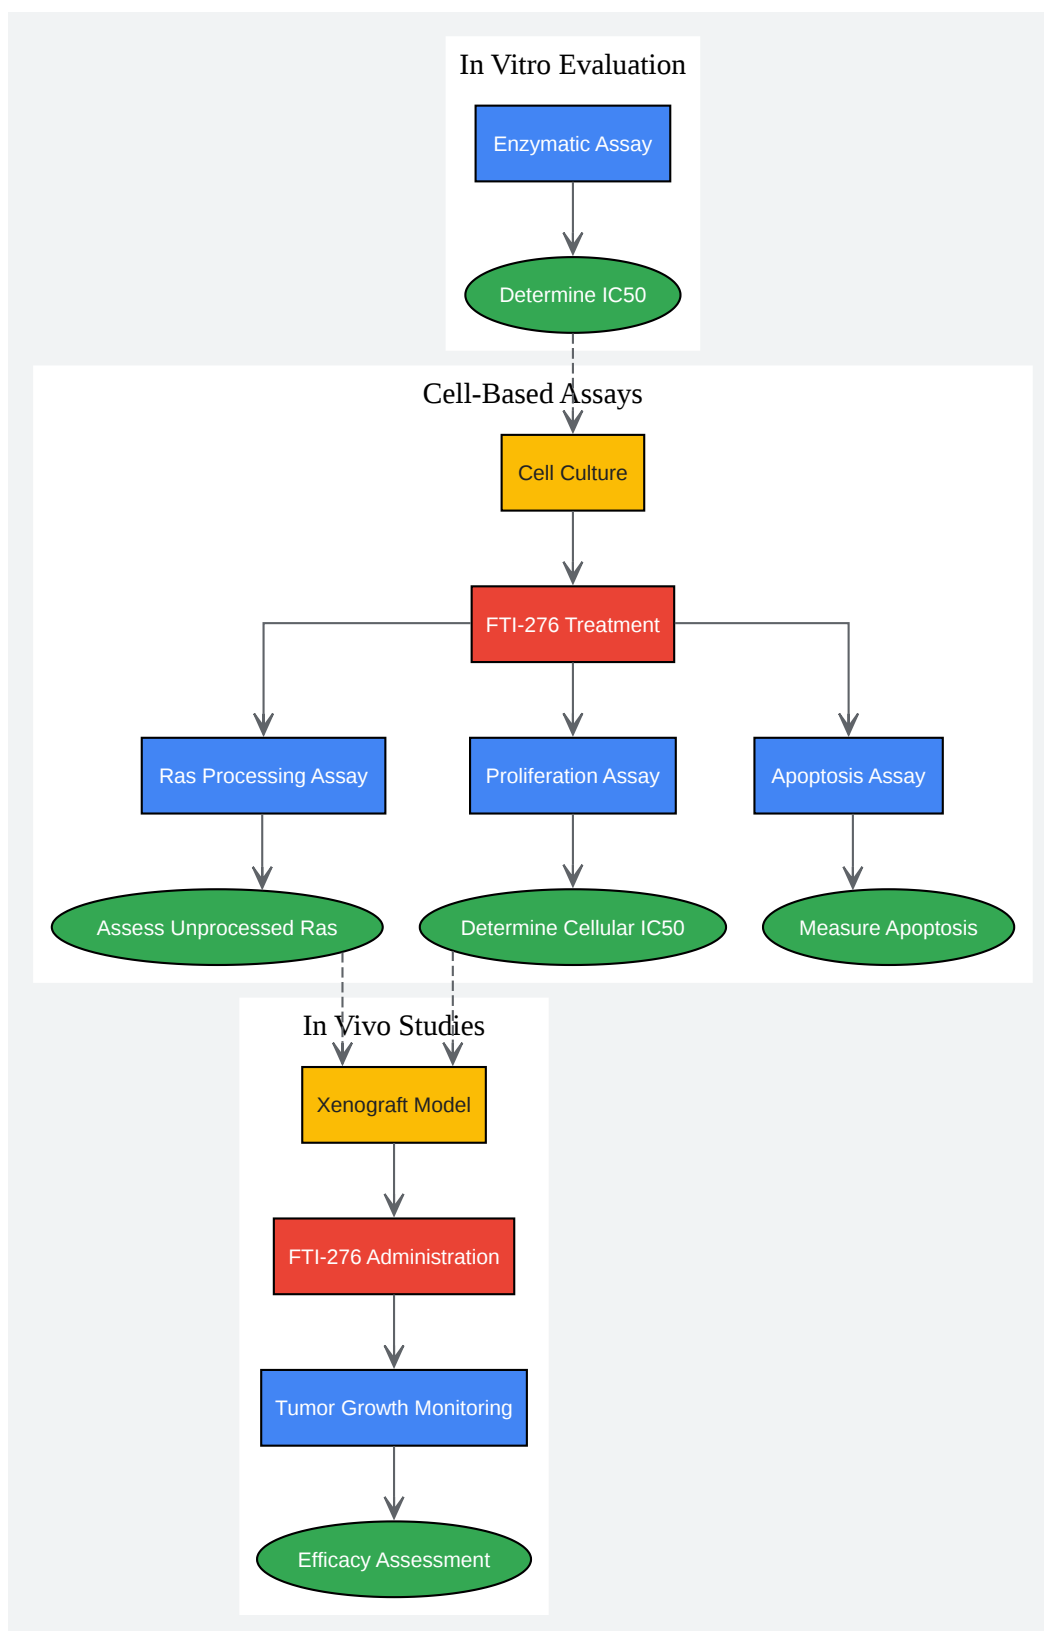 In Vitro Evaluation
Enzymatic Assay
Determine IC50
Cell-Based Assays
Cell Culture
FTI-276 Treatment
Ras Processing Assay
Proliferation Assay
Apoptosis Assay
Assess Unprocessed Ras
Determine Cellular IC50
Measure Apoptosis
In Vivo Studies
Xenograft Model
FTI-276 Administration
Tumor Growth Monitoring
Efficacy Assessment